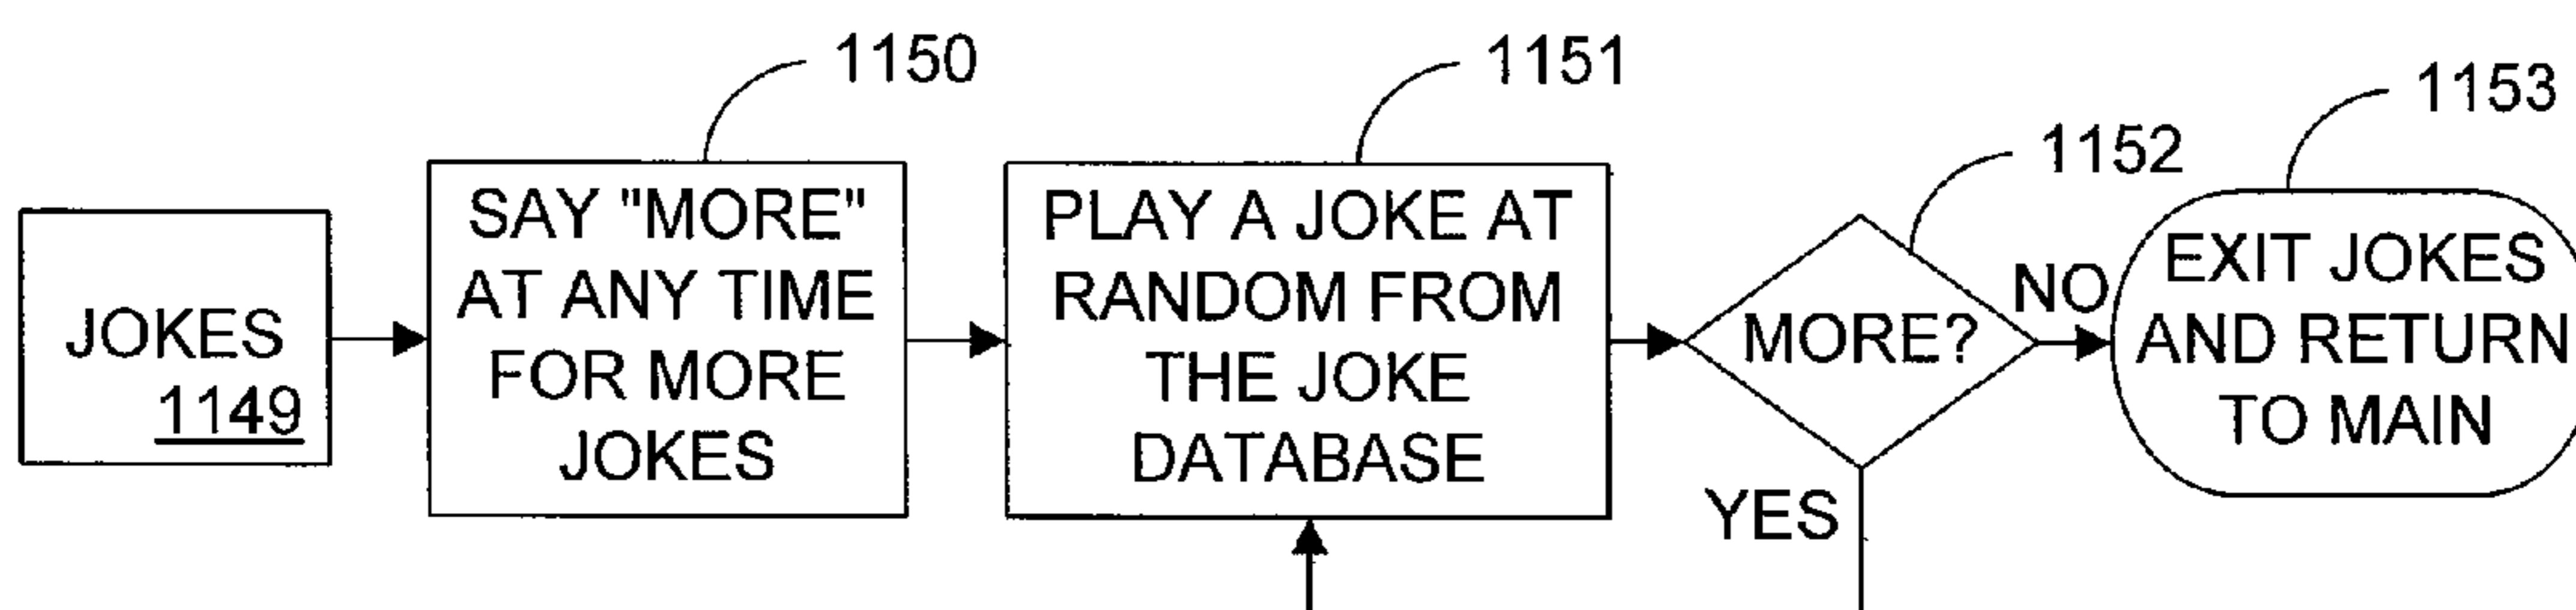 JOKES
1149
1150
SAY "MORE"
AT ANY TIME
FOR MORE
JOKES
1151
PLAY A JOKE AT
RANDOM FROM
THE JOKE
DATABASE
1152
MORE?
NO
YES
1153
EXIT JOKES
AND RETURN
TO MAIN